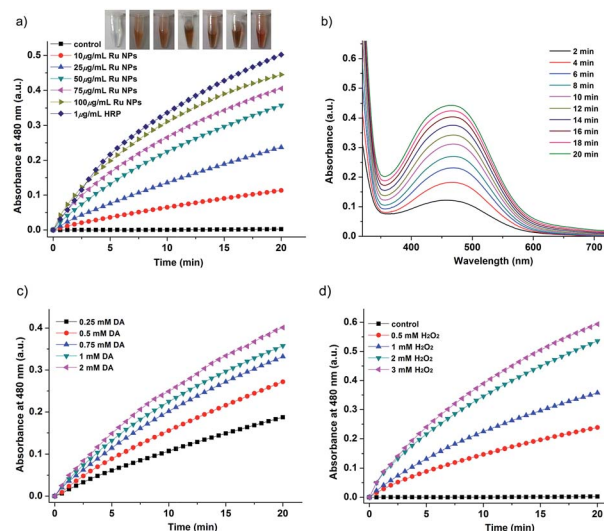 a)
0.5
0.4
0.3
0.2
0.1
0.0
Absorbance at 480 nm (a.u.)
control
10μg/mL Ru NPs
25μg/mL Ru NPs
50μg/mL Ru NPs
75μg/mL Ru NPs
100μg/mL Ru NPs
1μg/mL HRP
0 5 10 15 20
Time (min)
b)
0.6
0.5
0.4
0.3
0.2
0.1
0.0
Absorbance (a.u.)
2 min
4 min
6 min
8 min
10 min
12 min
14 min
16 min
18 min
20 min
400 500 600 700
Wavelength (nm)
c)
0.4
0.3
0.2
0.1
0.0
Absorbance at 480 nm (a.u.)
0.25 mM DA
0.5 mM DA
0.75 mM DA
1 mM DA
2 mM DA
0 5 10 15 20
Time (min)
d)
0.6
0.5
0.4
0.3
0.2
0.1
0.0
Absorbance at 480 nm (a.u.)
control
0.5 mM H₂O₂
1 mM H₂O₂
2 mM H₂O₂
3 mM H₂O₂
0 5 10 15 20
Time (min)